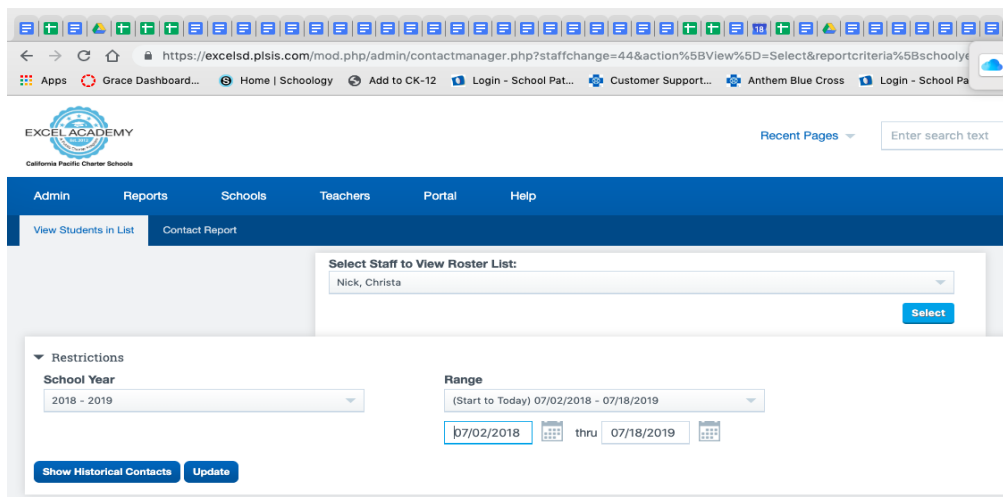 https://excelsd.plsis.com/mod.php/admin/contactmanager.php?staffchange=44&action%5BView%5D=Select&reportcriteria%5Bschoolye
Apps Grace Dashboard... Home | Schoology Add to CK-12 Login - School Pat... Customer Support... Anthem Blue Cross Login - School Pa
EXCEL ACADEMY
California Pacific Charter Schools
Recent Pages Enter search text
Admin Reports Schools Teachers Portal Help
View Students in List Contact Report
Select Staff to View Roster List:
Nick, Christa
Select
Restrictions
School Year Range
2018 - 2019 (Start to Today) 07/02/2018 - 07/18/2019
07/02/2018 thru 07/18/2019
Show Historical Contacts Update